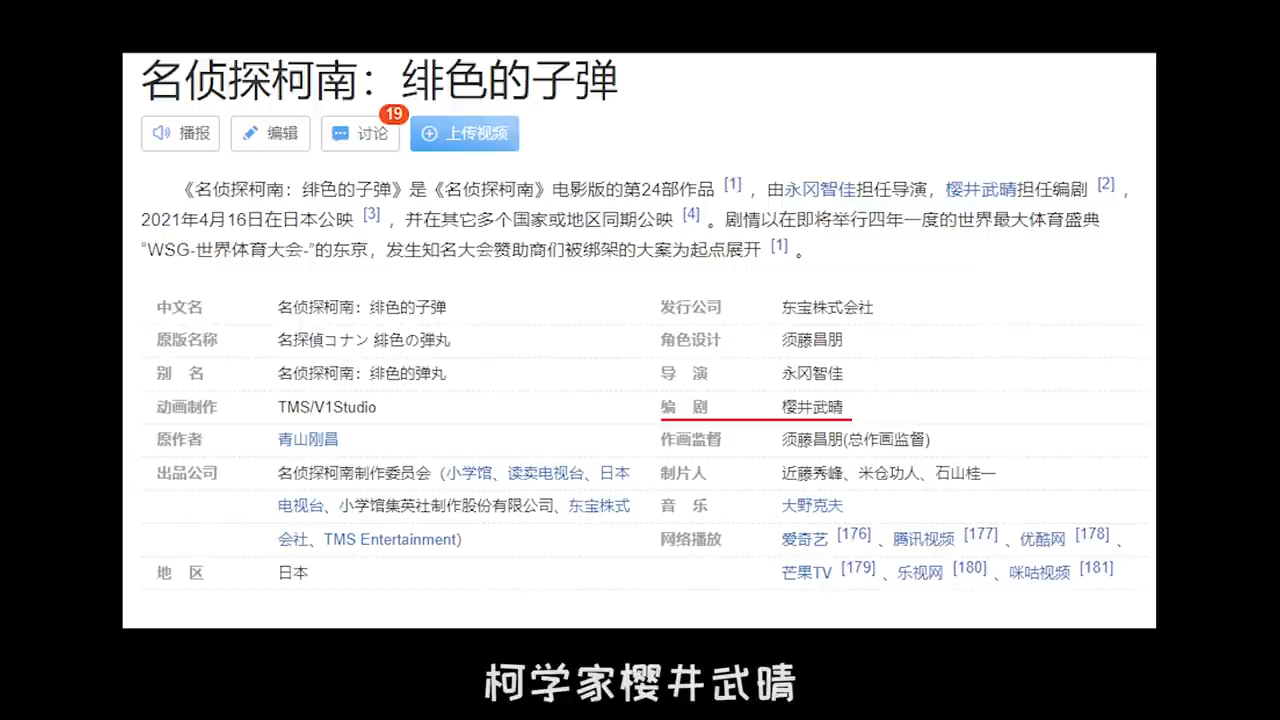 名侦探柯南：绯色的子弹
播报 编辑 讨论 19 上传视频
《名侦探柯南：绯色的子弹》是《名侦探柯南》电影版的第24部作品 [1] ，由永冈智佳担任导演，樱井武晴担任编剧 [2] ，
2021年4月16日在日本公映 [3] ，并在其它多个国家或地区同期公映 [4] 。剧情以在即将举行四年一度的世界最大体育盛典
“WSG-世界体育大会-”的东京，发生知名大会赞助商们被绑架的大案为起点展开 [1] 。
中文名 名侦探柯南：绯色的子弹 发行公司 东宝株式会社
原版名称 名探偵コナン 緋色の弾丸 角色设计 须藤昌朋
别 名 名侦探柯南：绯色的弹丸 导 演 永冈智佳
动画制作 TMS/V1Studio 编 剧 樱井武晴
原作者 青山刚昌 作画监督 须藤昌朋(总作画监督)
出品公司 名侦探柯南制作委员会（小学馆、读卖电视台、日本 制片人 近藤秀峰、米仓功人、石山桂一
电视台、小学馆集英社制作股份有限公司、东宝株式 音 乐 大野克夫
会社、TMS Entertainment） 网络播放 爱奇艺 [176] 、腾讯视频 [177] 、优酷网 [178] 、
地 区 日本 芒果TV [179] 、乐视网 [180] 、咪咕视频 [181]
柯学家樱井武晴